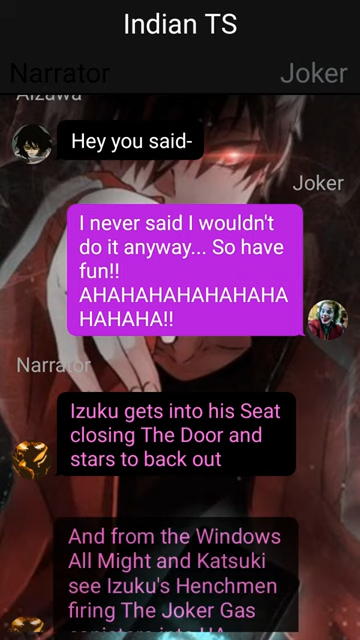 Indian TS
Narrator
Joker
Aizawa
Hey you said-
Joker
I never said I wouldn't
do it anyway... So have
fun!!
AHAHAHAHAHAHAHA
HAHAHA!!
Narrator
Izuku gets into his Seat
closing The Door and
stars to back out
And from the Windows
All Might and Katsuki
see Izuku's Henchmen
firing The Joker Gas